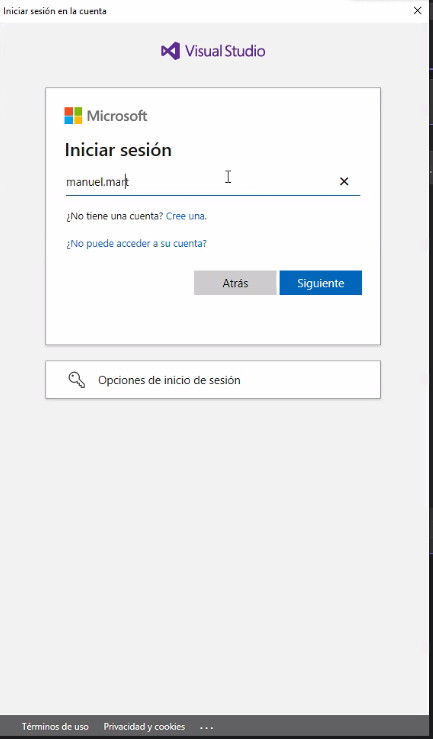 Iniciar sesión en la cuenta
Visual Studio
Microsoft
Iniciar sesión
manuel.mart
¿No tiene una cuenta? Cree una.
¿No puede acceder a su cuenta?
Atrás Siguiente
Opciones de inicio de sesión
Términos de uso Privacidad y cookies ...